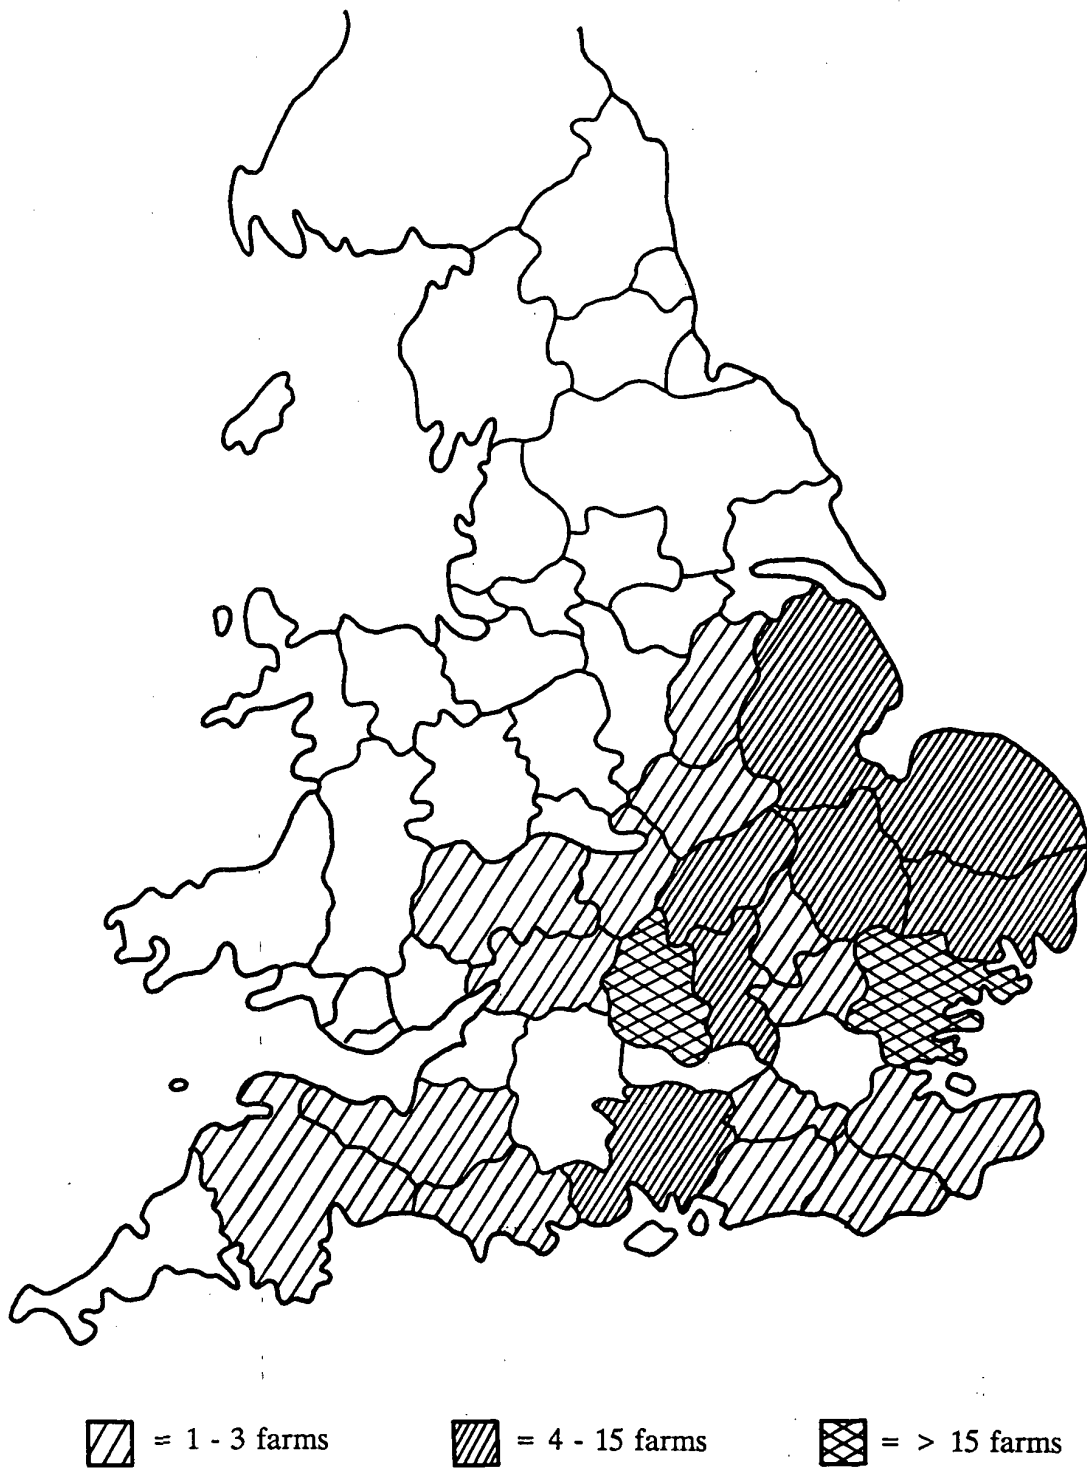 = 1 - 3 farms = 4 - 15 farms = > 15 farms